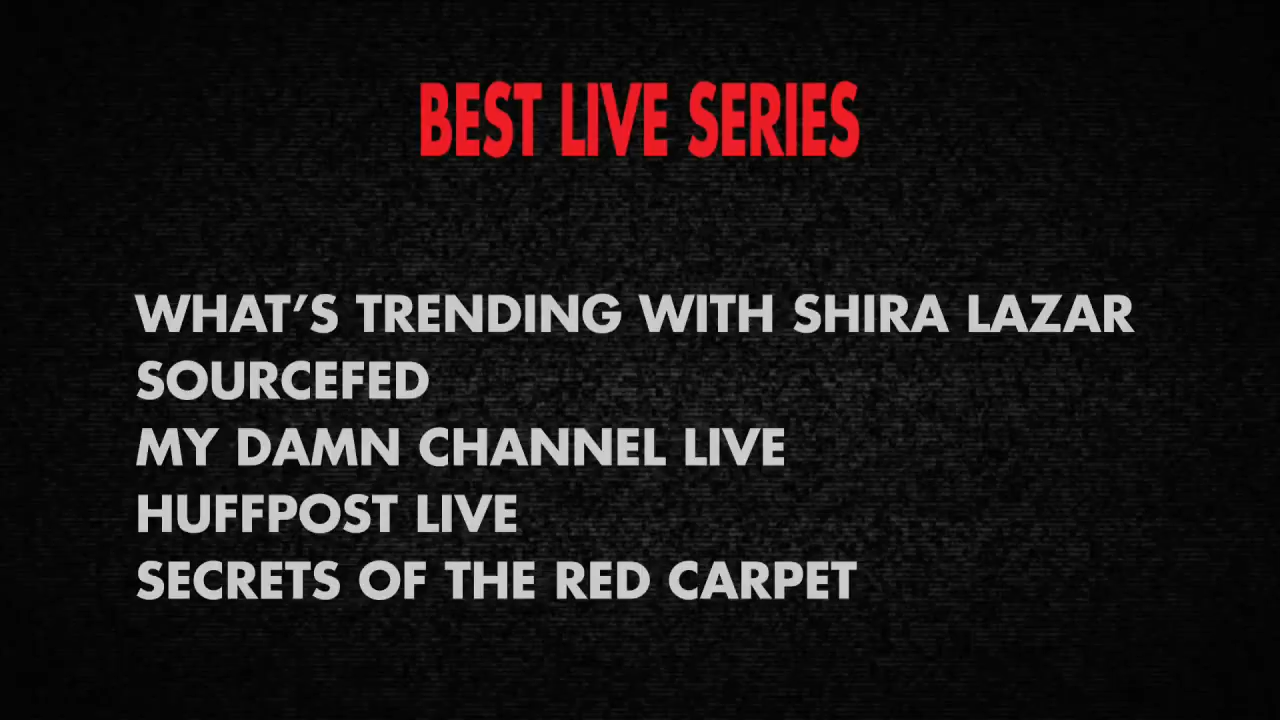 BEST LIVE SERIES
WHAT’S TRENDING WITH SHIRA LAZAR
SOURCEFED
MY DAMN CHANNEL LIVE
HUFFPOST LIVE
SECRETS OF THE RED CARPET